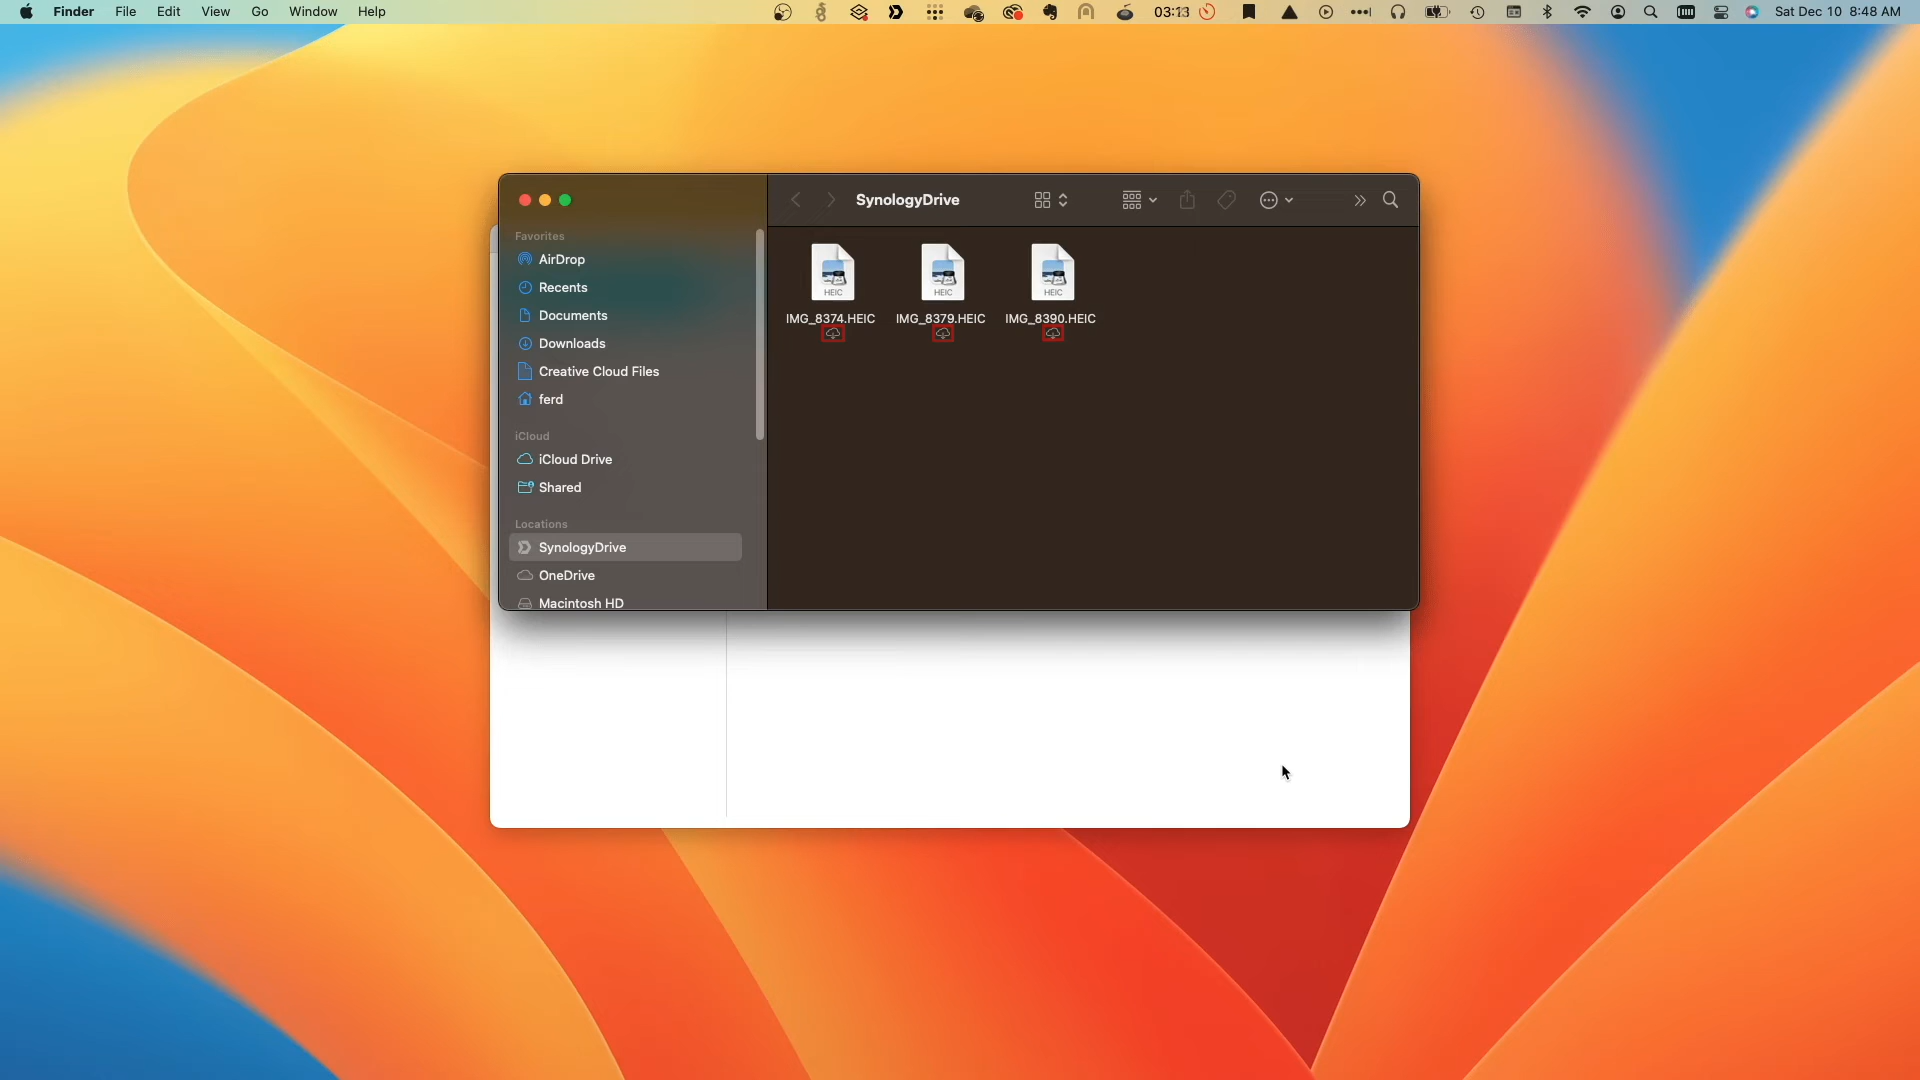 Finder File Edit View Go Window Help
Sat Dec 10 8:48 AM
SynologyDrive
Favorites
AirDrop
Recents
Documents
Downloads
Creative Cloud Files
ferd
iCloud
iCloud Drive
Shared
Locations
SynologyDrive
OneDrive
Macintosh HD
HEIC HEIC HEIC
IMG_8374.HEIC IMG_8379.HEIC IMG_8390.HEIC